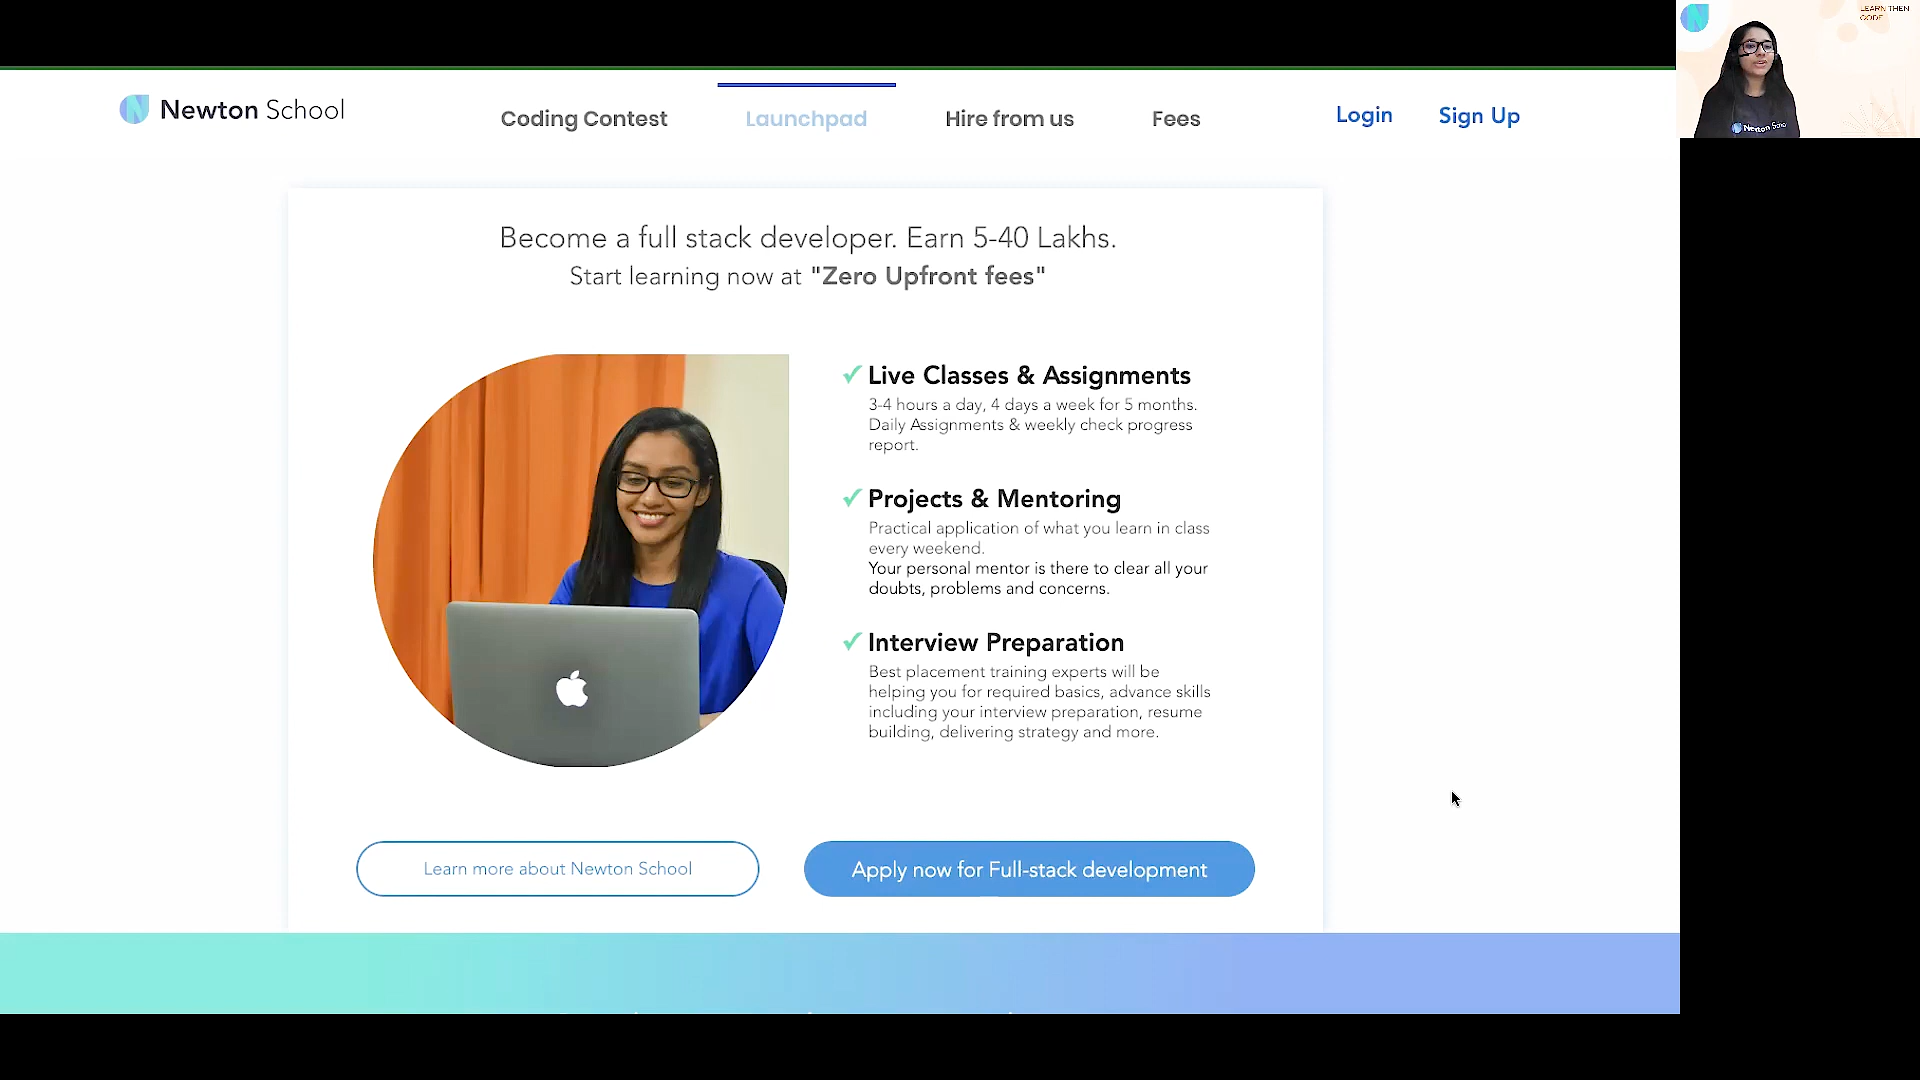 Newton School
Coding Contest
Launchpad
Hire from us
Fees
Login
Sign Up
LEARN THEN
CODE
Newton School
Become a full stack developer. Earn 5-40 Lakhs.
Start learning now at "Zero Upfront fees"
✓ Live Classes & Assignments
3-4 hours a day, 4 days a week for 5 months.
Daily Assignments & weekly check progress
report.
✓ Projects & Mentoring
Practical application of what you learn in class
every weekend.
Your personal mentor is there to clear all your
doubts, problems and concerns.
✓ Interview Preparation
Best placement training experts will be
helping you for required basics, advance skills
including your interview preparation, resume
building, delivering strategy and more.
Learn more about Newton School
Apply now for Full-stack development